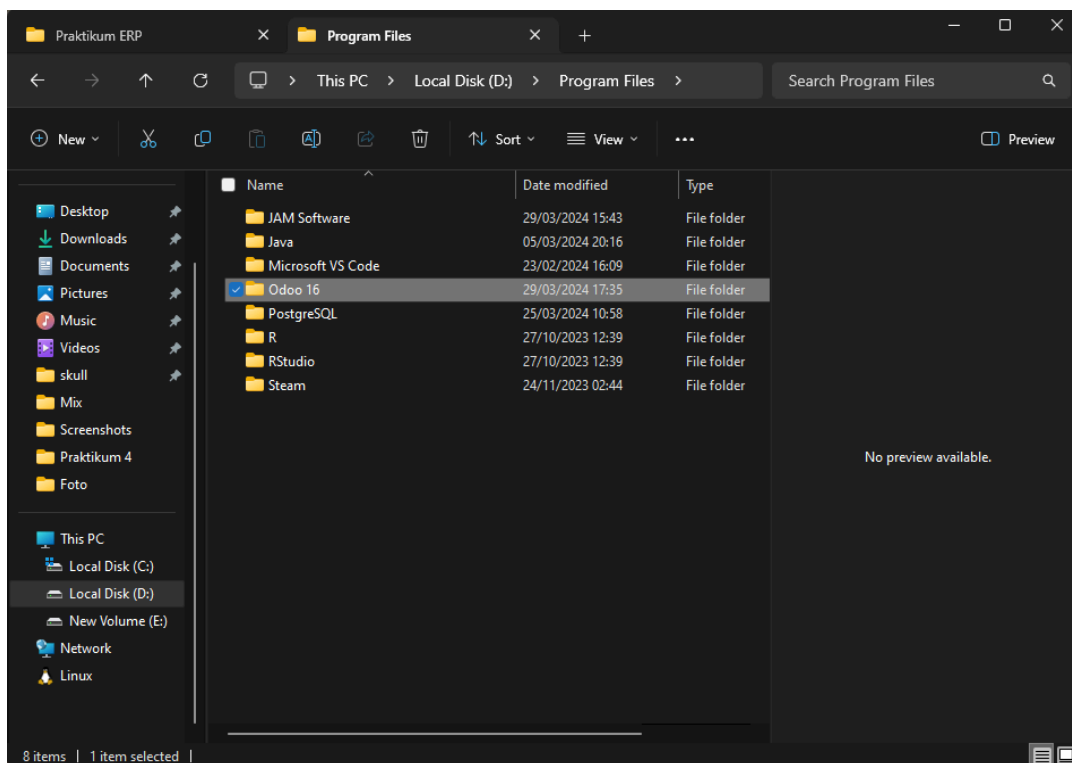 Praktikum ERP
Program Files
This PC > Local Disk (D:) > Program Files >
Search Program Files
New
Sort
View
Preview
Name Date modified Type
Desktop
Downloads
Documents
Pictures
Music
Videos
skull
Mix
Screenshots
Praktikum 4
Foto
This PC
Local Disk (C:)
Local Disk (D:)
New Volume (E:)
Network
Linux
JAM Software 29/03/2024 15:43 File folder
Java 05/03/2024 20:16 File folder
Microsoft VS Code 23/02/2024 16:09 File folder
Odoo 16 29/03/2024 17:35 File folder
PostgreSQL 25/03/2024 10:58 File folder
R 27/10/2023 12:39 File folder
RStudio 27/10/2023 12:39 File folder
Steam 24/11/2023 02:44 File folder
No preview available.
8 items | 1 item selected |